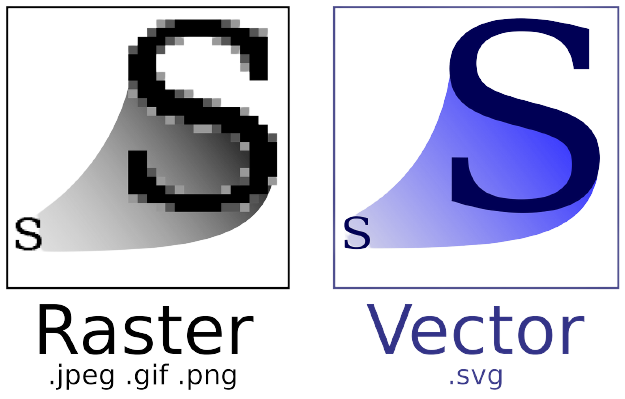 S
s
Raster
.jpeg .gif .png
S
s
Vector
.svg